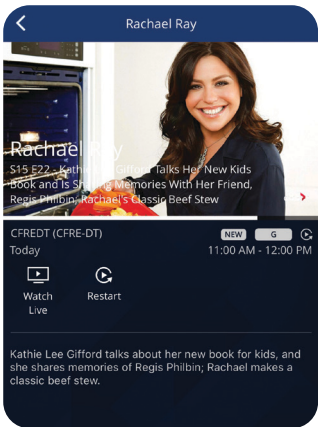 Rachael Ray
Rachael Ray
S15 E22 - Kathie Lee Gifford Talks Her New Kids
Book and Is Sharing Memories With Her Friend,
Regis Philbin; Rachael's Classic Beef Stew
CFREDT (CFRE-DT) NEW G
Today 11:00 AM - 12:00 PM
Watch Live
Restart
Kathie Lee Gifford talks about her new book for kids, and
she shares memories of Regis Philbin; Rachael makes a
classic beef stew.